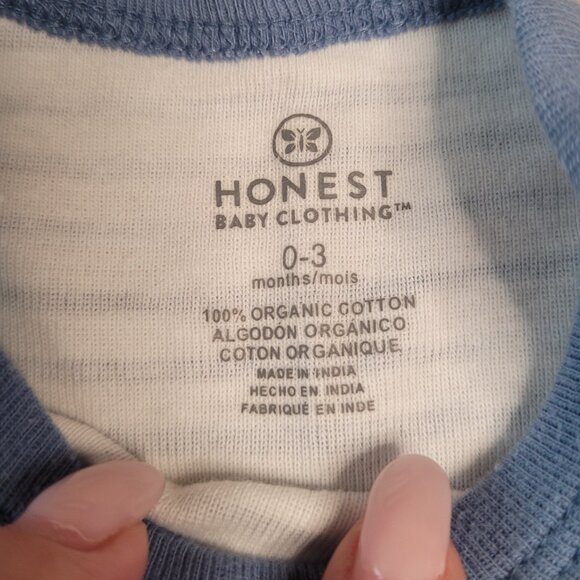 HONEST
BABY CLOTHING™
0-3
months/mois
100% ORGANIC COTTON
ALGODÓN ORGÁNICO
COTON ORGANIQUE
MADE IN INDIA
HECHO EN INDIA
FABRIQUÉ EN INDE